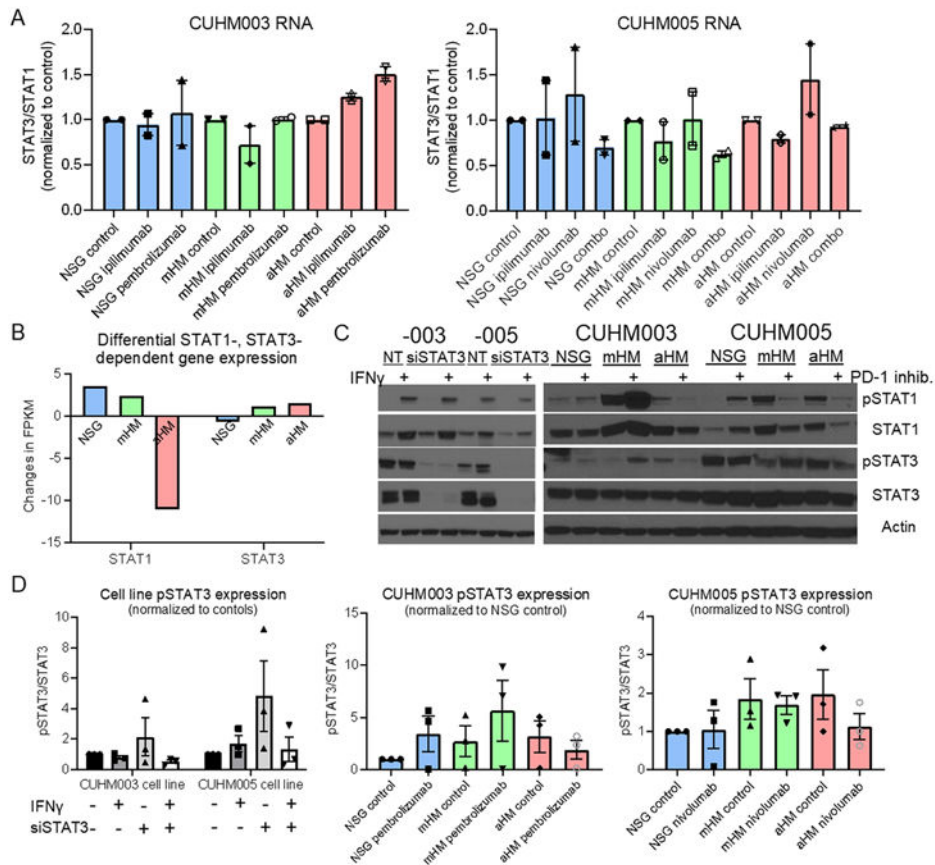 A
CUHM003 RNA
STAT3/STAT1
(normalized to control)
2.0
1.5
1.0
0.5
0.0
NSG control
NSG Ipilimumab
NSG pembrolizumab
mHM control
mHM ipilimumab
mHM pembrolizumab
aHM control
aHM Ipilimumab
aHM pembrolizumab
CUHM005 RNA
STAT3/STAT1
(normalized to control)
2.0
1.5
1.0
0.5
0.0
NSG control
NSG ipilimumab
NSG nivolumab
NSG combo
mHM control
mHM ipilimumab
mHM nivolumab
mHM combo
aHM control
aHM ipilimumab
aHM nivolumab
aHM combo
B
Differential STAT1-, STAT3-
dependent gene expression
Changes in FPKM
5
0
-5
-10
-15
NSG
mHM
aHM
NSG
mHM
aHM
STAT1
STAT3
C
-003 -005 CUHM003 CUHM005
NT siSTAT3 NT siSTAT3 NSG mHM aHM NSG mHM aHM
IFNγ + + + + + + + + + + PD-1 inhib.
pSTAT1
STAT1
pSTAT3
STAT3
Actin
D
Cell line pSTAT3 expression
(normalized to contols)
pSTAT3/STAT3
10
8
6
4
2
0
CUHM003 cell line CUHM005 cell line
IFNγ - + - + - + - +
siSTAT3 - - + + - - + +
CUHM003 pSTAT3 expression
(normalized to NSG control)
pSTAT3/STAT3
15
10
5
0
NSG control
NSG pembrolizumab
mHM control
mHM pembrolizumab
aHM control
aHM pembrolizumab
CUHM005 pSTAT3 expression
(normalized to NSG control)
pSTAT3/STAT3
4
3
2
1
0
NSG control
NSG nivolumab
mHM control
mHM nivolumab
aHM control
aHM nivolumab